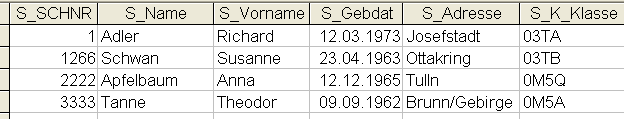 S_SCHNR S_Name S_Vorname S_Gebdat S_Adresse S_K_Klasse
1 Adler Richard 12.03.1973 Josefstadt 03TA
1266 Schwan Susanne 23.04.1963 Ottakring 03TB
2222 Apfelbaum Anna 12.12.1965 Tulln 0M5Q
3333 Tanne Theodor 09.09.1962 Brunn/Gebirge 0M5A